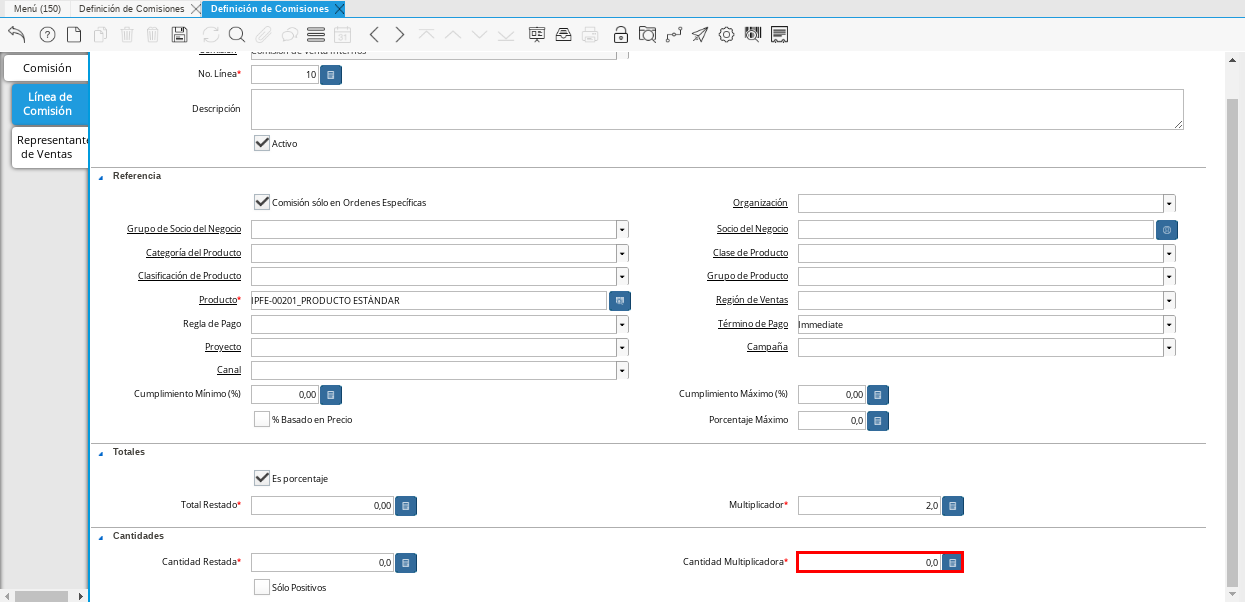 Menú (150) Definición de Comisiones Definición de Comisiones
Comisión
Línea de
Comisión
Representante
de Ventas
No. Línea* 10
Descripción
Activo
Referencia
Comisión sólo en Ordenes Específicas Organización
Grupo de Socio del Negocio Socio del Negocio
Categoría del Producto Clase de Producto
Clasificación de Producto Grupo de Producto
Producto* IPFE-00201_PRODUCTO ESTÁNDAR Región de Ventas
Regla de Pago Término de Pago Immediate
Proyecto Campaña
Canal
Cumplimiento Mínimo (%) 0,00 Cumplimiento Máximo (%) 0,00
% Basado en Precio Porcentaje Máximo 0,0
Totales
Es porcentaje
Total Restado* 0,00 Multiplicador* 2,0
Cantidades
Cantidad Restada* 0,0 Cantidad Multiplicadora* 0,0
Sólo Positivos